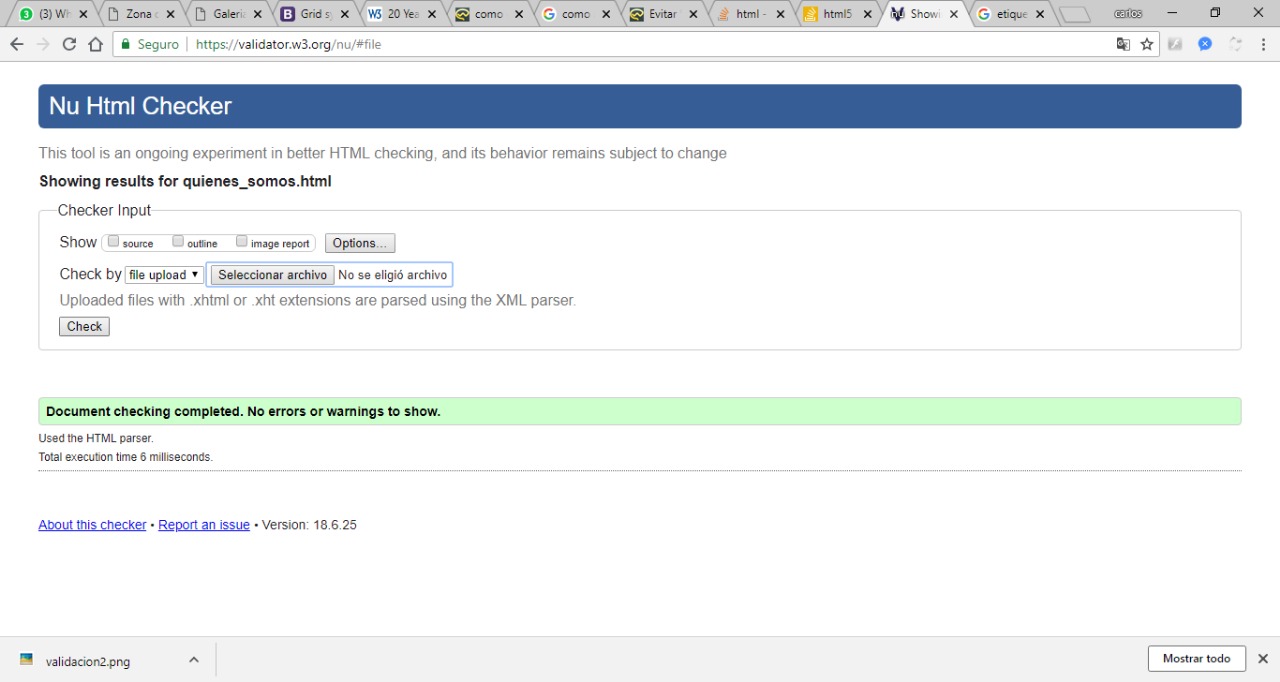 (3) Wh
Zona
Galeri
Grid s
20 Yea
como
como
Evitar
html -
html5
Showi
etique
carlos
Seguro
https://validator.w3.org/nu/#file
Nu Html Checker
This tool is an ongoing experiment in better HTML checking, and its behavior remains subject to change
Showing results for quienes_somos.html
Checker Input
Show source outline image report Options...
Check by file upload ▼ Seleccionar archivo No se eligió archivo
Uploaded files with .xhtml or .xht extensions are parsed using the XML parser.
Check
Document checking completed. No errors or warnings to show.
Used the HTML parser.
Total execution time 6 milliseconds.
About this checker • Report an issue • Version: 18.6.25
validacion2.png
Mostrar todo